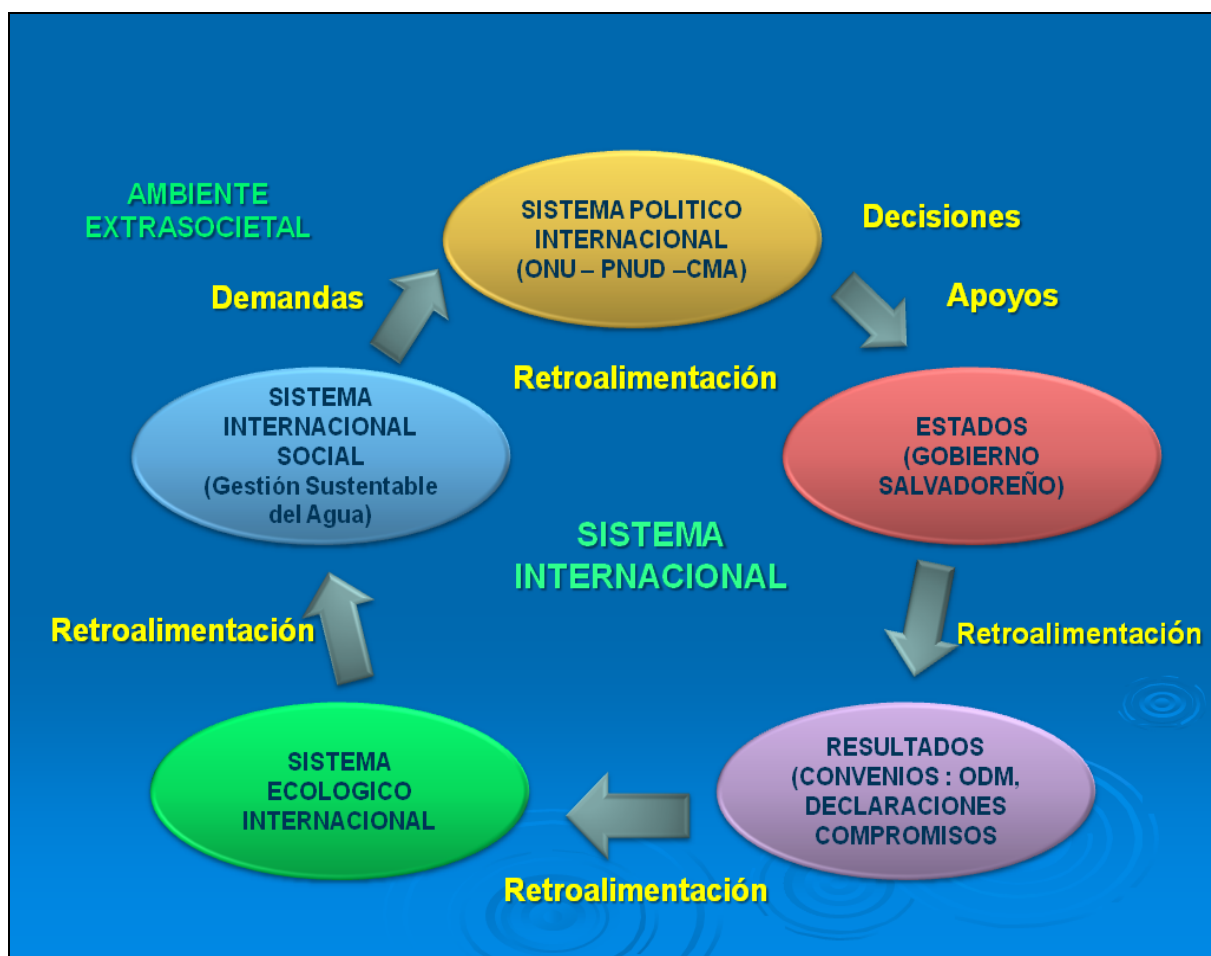 AMBIENTE
EXTRASOCIETAL
SISTEMA POLITICO
INTERNACIONAL
(ONU – PNUD –CMA)
Decisiones
Demandas
Apoyos
Retroalimentación
SISTEMA
INTERNACIONAL
SOCIAL
(Gestión Sustentable
del Agua)
ESTADOS
(GOBIERNO
SALVADOREÑO)
SISTEMA
INTERNACIONAL
Retroalimentación
Retroalimentación
SISTEMA
ECOLOGICO
INTERNACIONAL
RESULTADOS
(CONVENIOS : ODM,
DECLARACIONES
COMPROMISOS
Retroalimentación